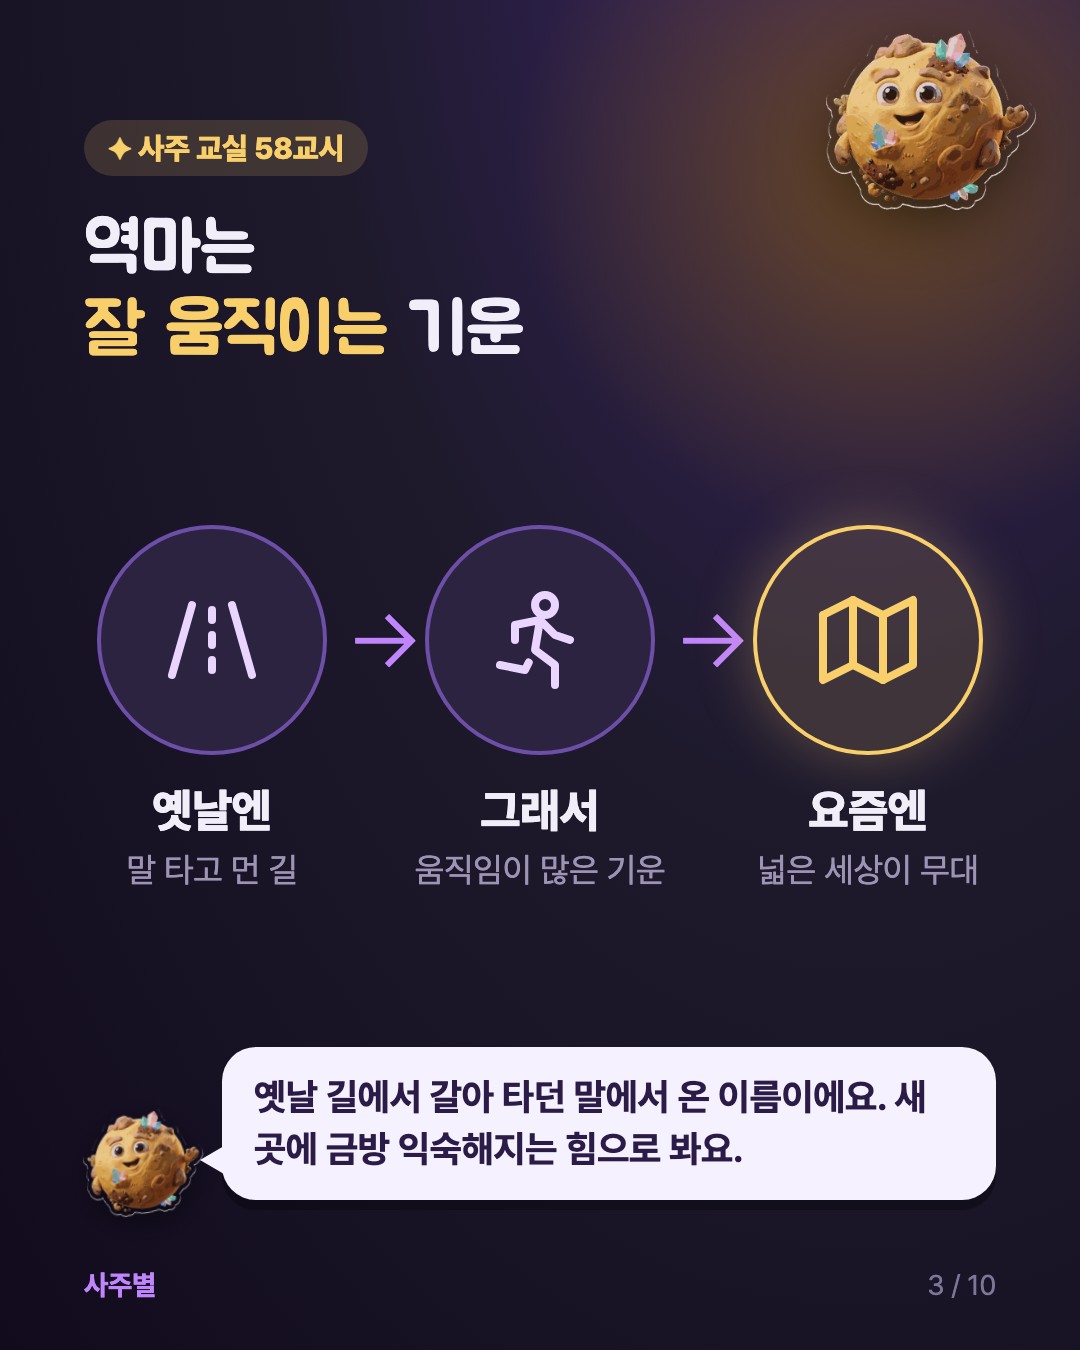 ✦ 사주 교실 58교시
역마는
잘 움직이는 기운
옛날엔
말 타고 먼 길
그래서
움직임이 많은 기운
요즘엔
넓은 세상이 무대
옛날 길에서 갈아 타던 말에서 온 이름이에요. 새
곳에 금방 익숙해지는 힘으로 봐요.
사주별
3 / 10